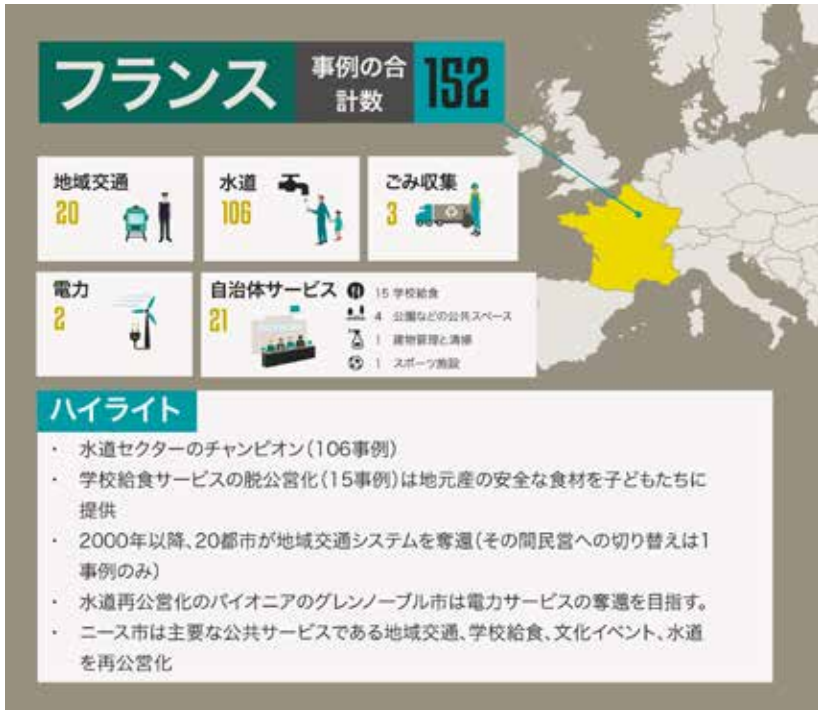 フランス
事例の合
計数
152
地域交通
20
水道
106
ごみ収集
3
電力
2
自治体サービス
21
15 学校給食
4 公園などの公共スペース
1 建物管理と清掃
1 スポーツ施設
ハイライト
・ 水道セクターのチャンピオン（106事例）
・ 学校給食サービスの脱公営化（15事例）は地元産の安全な食材を子どもたちに
提供
・ 2000年以降、20都市が地域交通システムを奪還（その間民営への切り替えは1
事例のみ）
・ 水道再公営化のパイオニアのグレンノーブル市は電力サービスの奪還を目指す。
・ ニース市は主要な公共サービスである地域交通、学校給食、文化イベント、水道
を再公営化